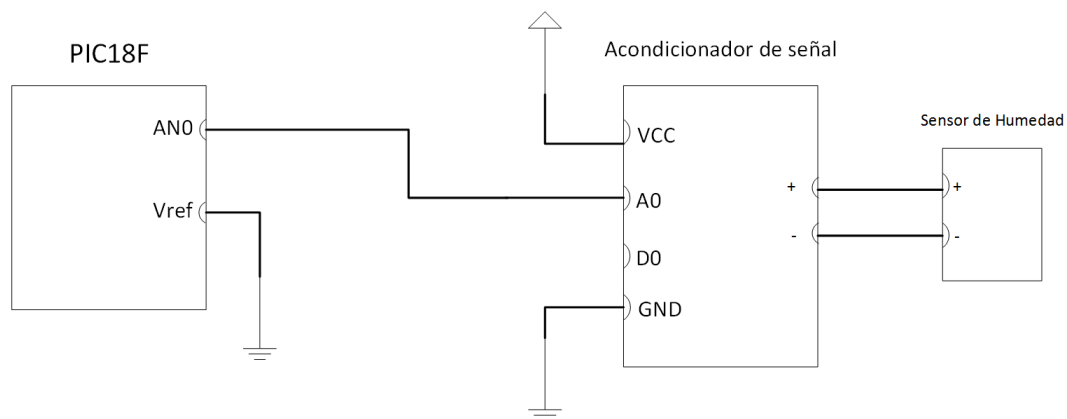 PIC18F
AN0
Vref
Acondicionador de señal
VCC
A0
D0
GND
+
-
Sensor de Humedad
+
-